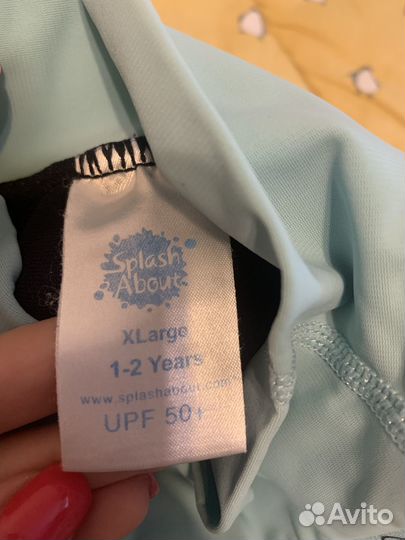 Splash
About
XLarge
1-2 Years
www.splashabout.com
UPF 50+
Avito